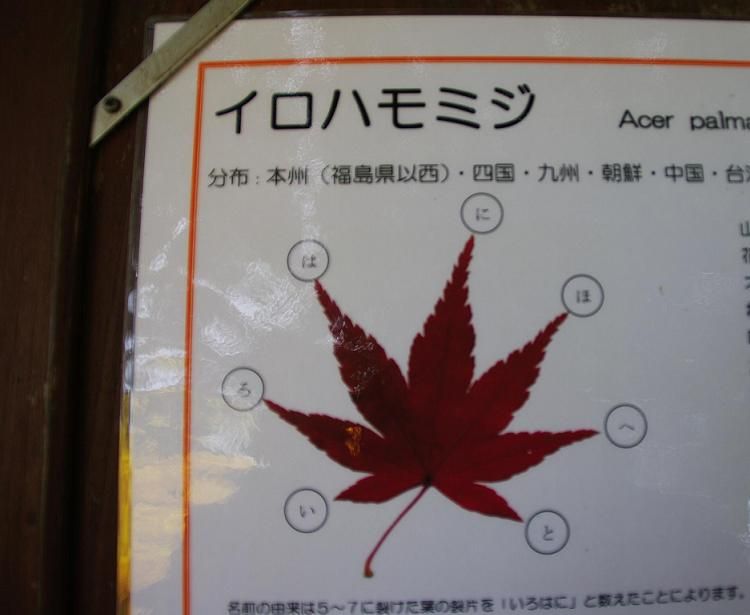 イロハモミジ Acer palma
分布：本州（福島県以西）・四国・九州・朝鮮・中国・台
に
は
ほ
ろ
へ
い
と
名前の由来は５～７に裂けた葉の裂片を「いろはに」と数えたことによります。